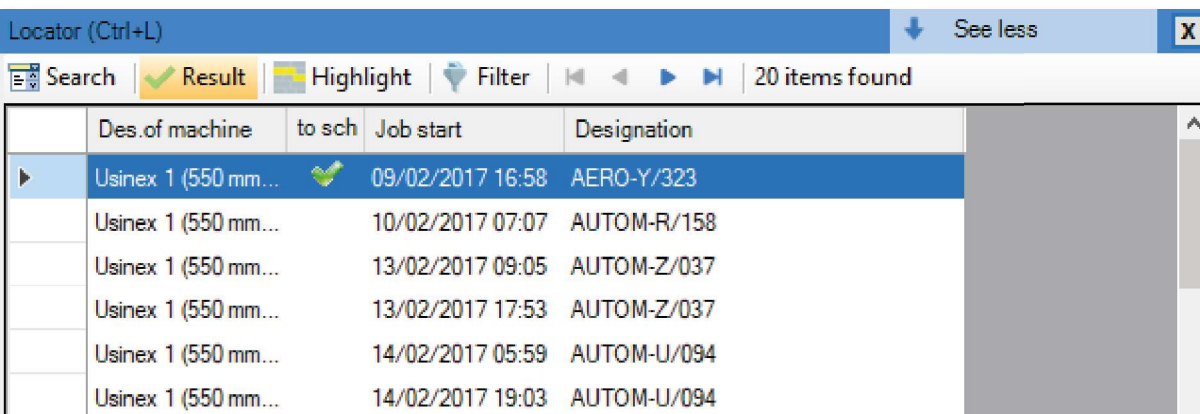 Locator (Ctrl+L) See less X
Search Result Highlight Filter 20 items found
Des.of machine to sch Job start Designation
Usinex 1 (550 mm... 09/02/2017 16:58 AERO-Y/323
Usinex 1 (550 mm... 10/02/2017 07:07 AUTOM-R/158
Usinex 1 (550 mm... 13/02/2017 09:05 AUTOM-Z/037
Usinex 1 (550 mm... 13/02/2017 17:53 AUTOM-Z/037
Usinex 1 (550 mm... 14/02/2017 05:59 AUTOM-U/094
Usinex 1 (550 mm... 14/02/2017 19:03 AUTOM-U/094